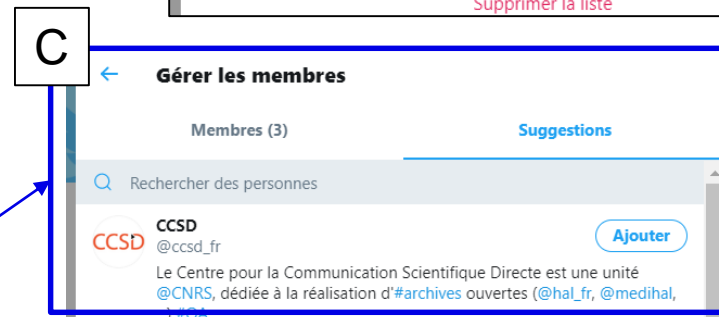 Supprimer la liste
C
Gérer les membres
Membres (3)
Suggestions
Rechercher des personnes
CCSD
CCSD
@ccsd_fr
Ajouter
Le Centre pour la Communication Scientifique Directe est une unité
@CNRS, dédiée à la réalisation d'#archives ouvertes (@hal_fr, @medihal,